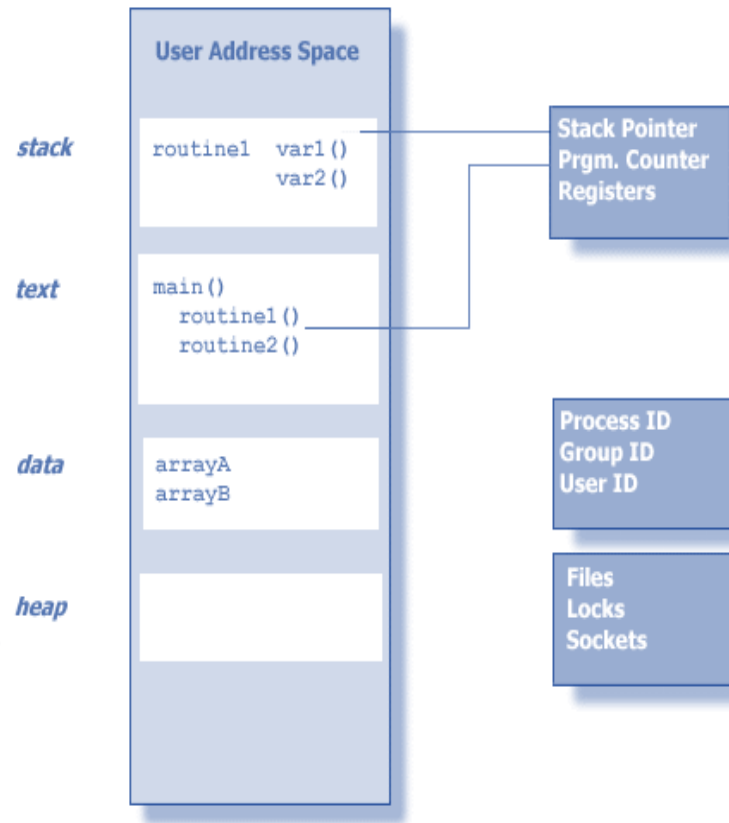 User Address Space
stack
routine1 var1()
var2()
text
main()
routine1()
routine2()
data
arrayA
arrayB
heap
Stack Pointer
Prgm. Counter
Registers
Process ID
Group ID
User ID
Files
Locks
Sockets